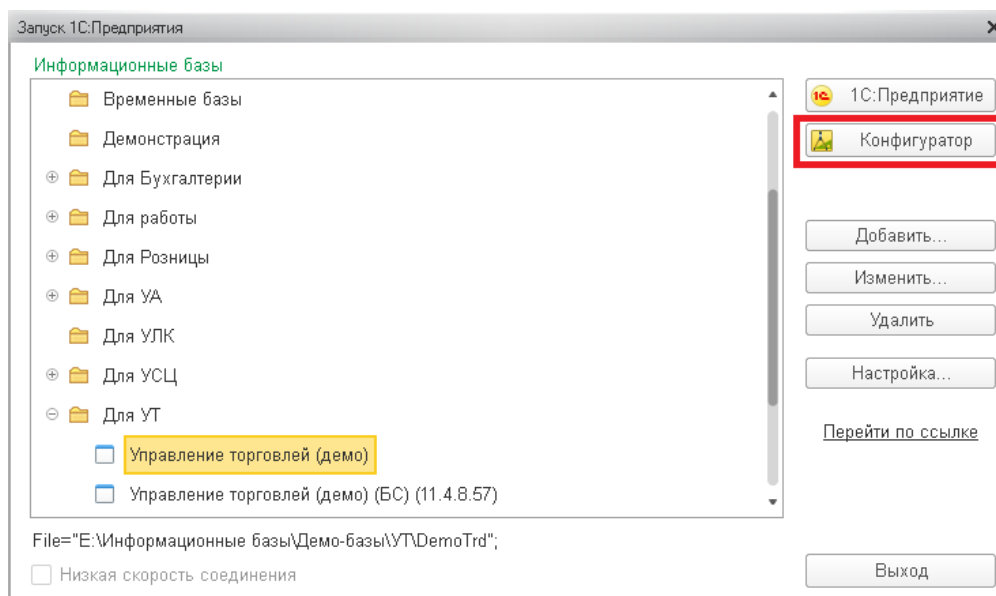 Запуск 1С:Предприятия
Информационные базы
Временные базы
Демонстрация
Для Бухгалтерии
Для работы
Для Розницы
Для УА
Для УЛК
Для УСЦ
Для УТ
Управление торговлей (демо)
Управление торговлей (демо) (БС) (11.4.8.57)
File="E:\Информационные базы\Демо-базы\УТ\DemoTrd";
Низкая скорость соединения
1С:Предприятие
Конфигуратор
Добавить...
Изменить...
Удалить
Настройка...
Перейти по ссылке
Выход